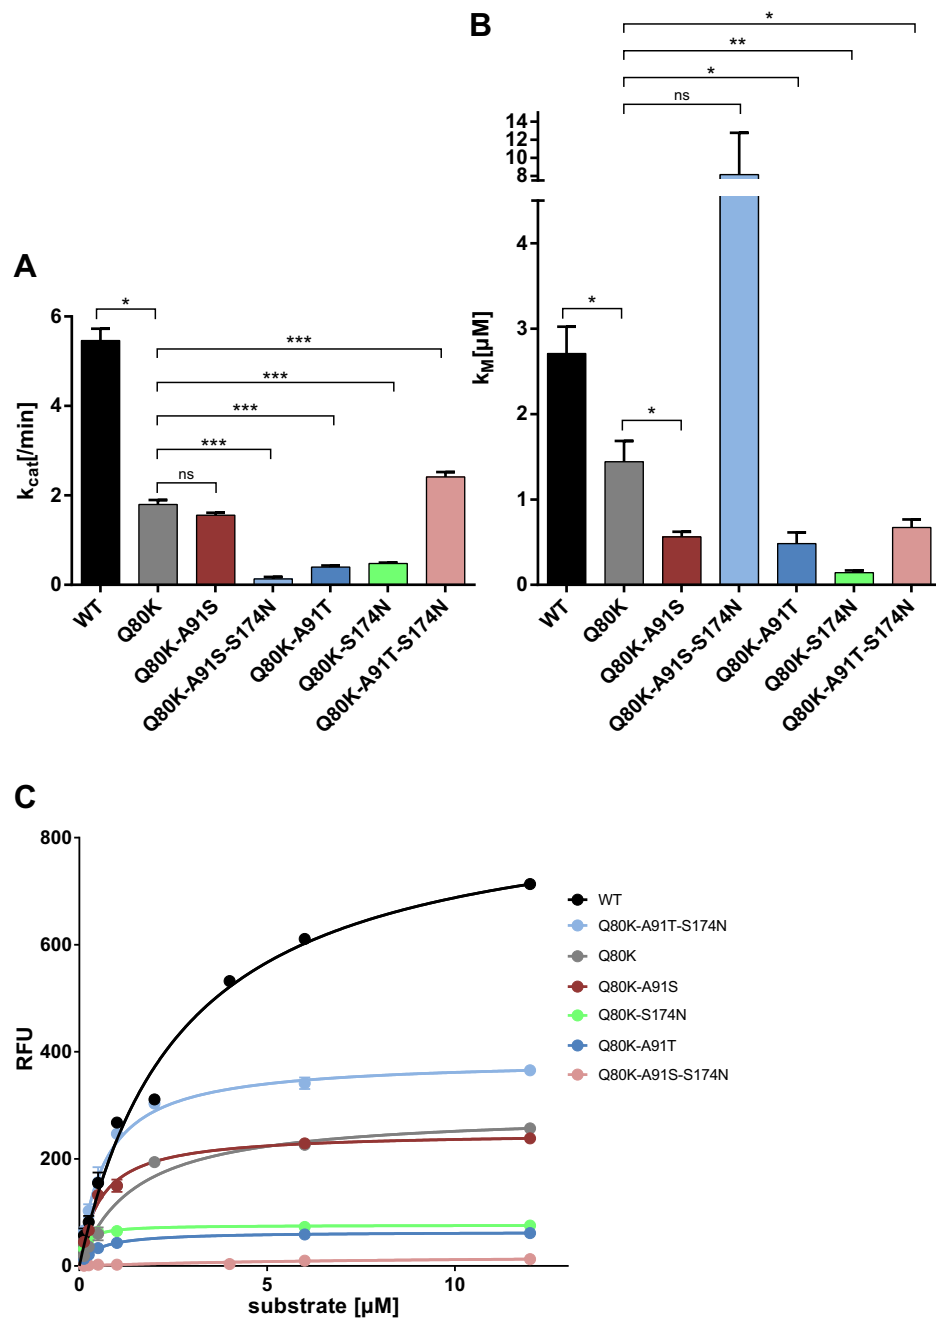 A
k_cat[/min]
6
4
2
0
*
***
***
***
***
ns
WT
Q80K
Q80K-A91S
Q80K-A91S-S174N
Q80K-A91T
Q80K-S174N
Q80K-A91T-S174N
B
k_M[µM]
14
12
10
8
4
3
2
1
0
*
**
*
ns
*
*
WT
Q80K
Q80K-A91S
Q80K-A91S-S174N
Q80K-A91T
Q80K-S174N
Q80K-A91T-S174N
C
RFU
800
600
400
200
0
0
5
10
substrate [µM]
WT
Q80K-A91T-S174N
Q80K
Q80K-A91S
Q80K-S174N
Q80K-A91T
Q80K-A91S-S174N